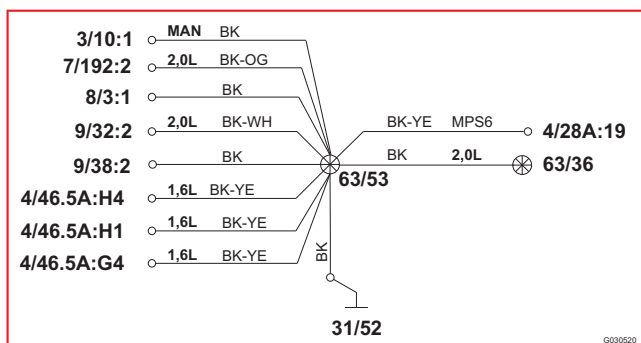 3/10:1 MAN BK
7/192:2 2,0L BK-OG
8/3:1 BK
9/32:2 2,0L BK-WH BK-YE MPS6 4/28A:19
9/38:2 BK BK 2,0L 63/36
63/53
4/46.5A:H4 1,6L BK-YE
4/46.5A:H1 1,6L BK-YE
4/46.5A:G4 1,6L BK-YE
BK
31/52
G030520